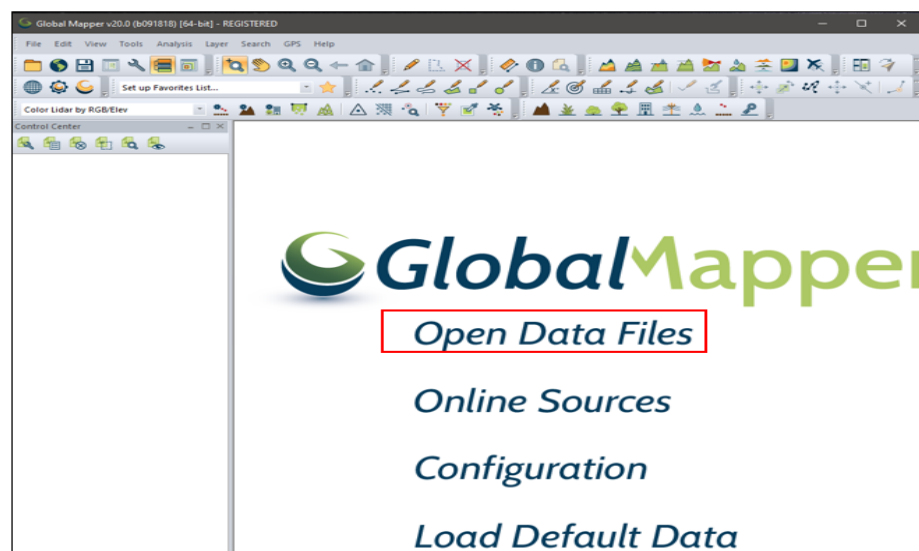 Global Mapper v20.0 (b091818) [64-bit] - REGISTERED
File Edit View Tools Analysis Layer Search GPS Help
Set up Favorites List...
Color Lidar by RGB/Elev
Control Center
GlobalMapper
Open Data Files
Online Sources
Configuration
Load Default Data